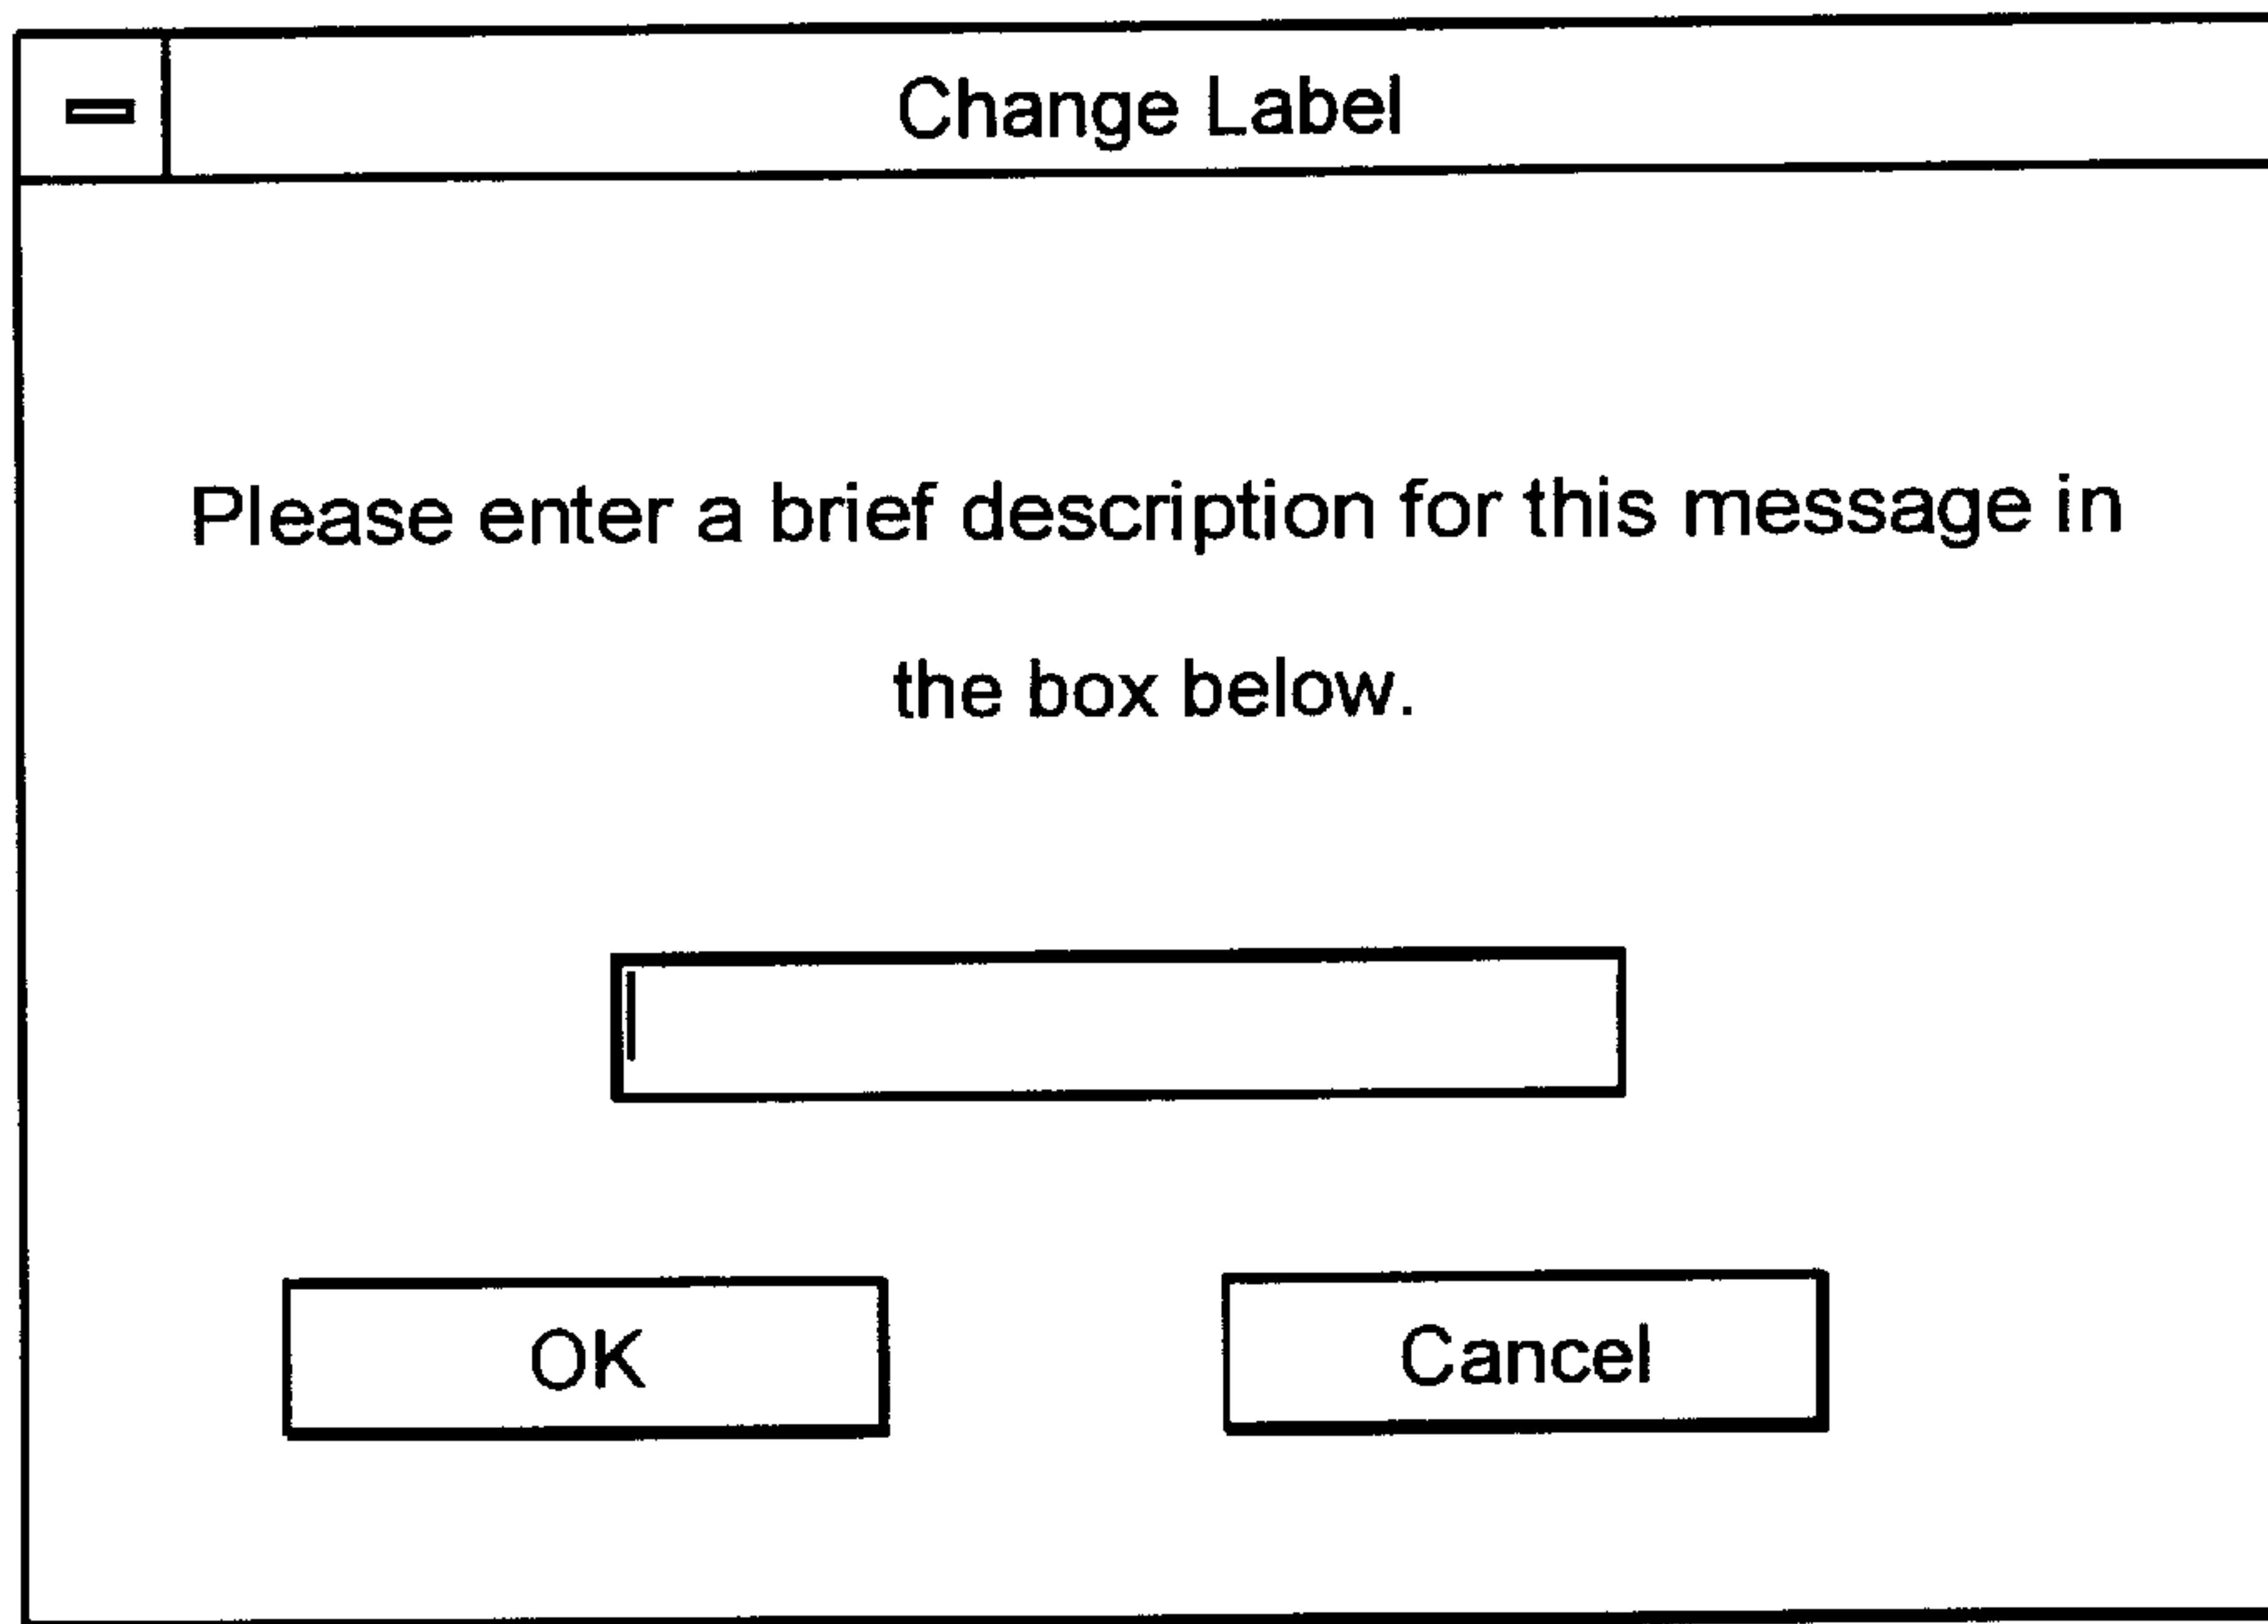 Change Label
Please enter a brief description for this message in
the box below.
OK
Cancel